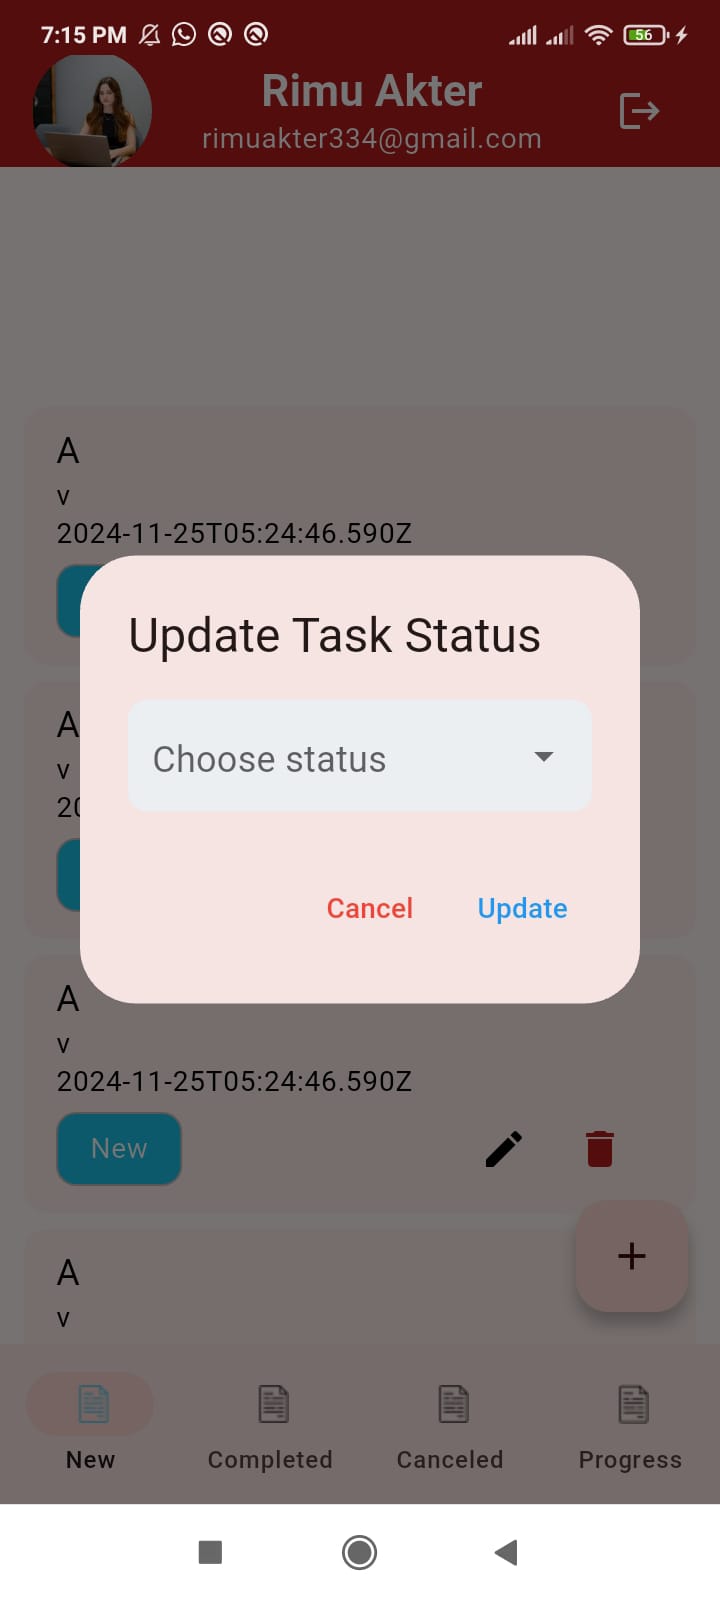 7:15 PM
56
Rimu Akter
rimuakter334@gmail.com
A
v
2024-11-25T05:24:46.590Z
A
v
20
Update Task Status
Choose status
Cancel
Update
A
v
2024-11-25T05:24:46.590Z
New
A
v
New
Completed
Canceled
Progress